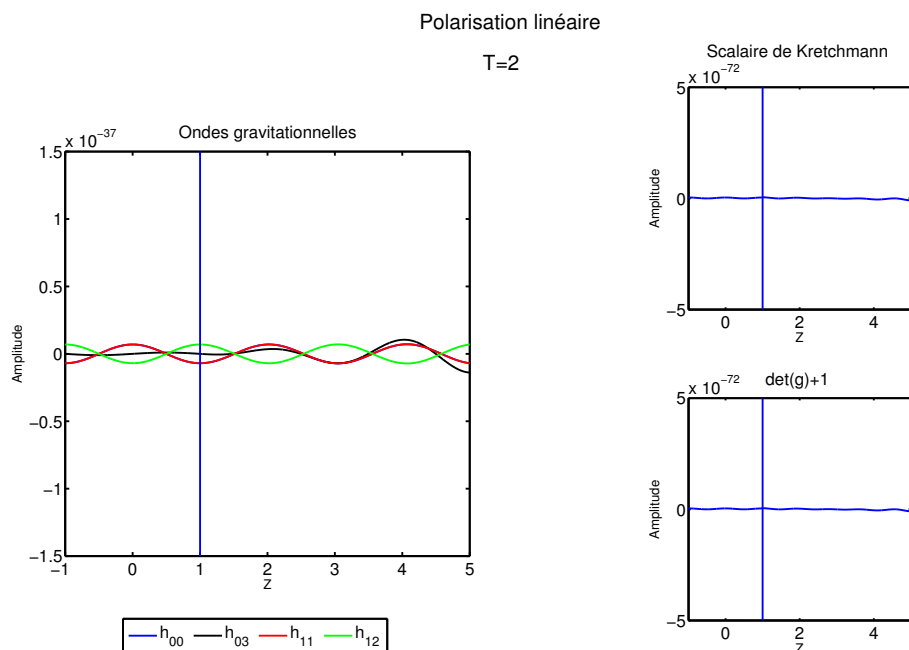 Polarisation linéaire
T=2
Ondes gravitationnelles
x 10⁻³⁷
1.5
1
0.5
0
−0.5
−1
−1.5
−1 0 1 2 3 4 5
Amplitude
z
h₀₀ h₀₃ h₁₁ h₁₂
Scalaire de Kretchmann
x 10⁻⁷²
5
0
−5
0 2 4
Amplitude
z
det(g)+1
x 10⁻⁷²
5
0
−5
0 2 4
Amplitude
z